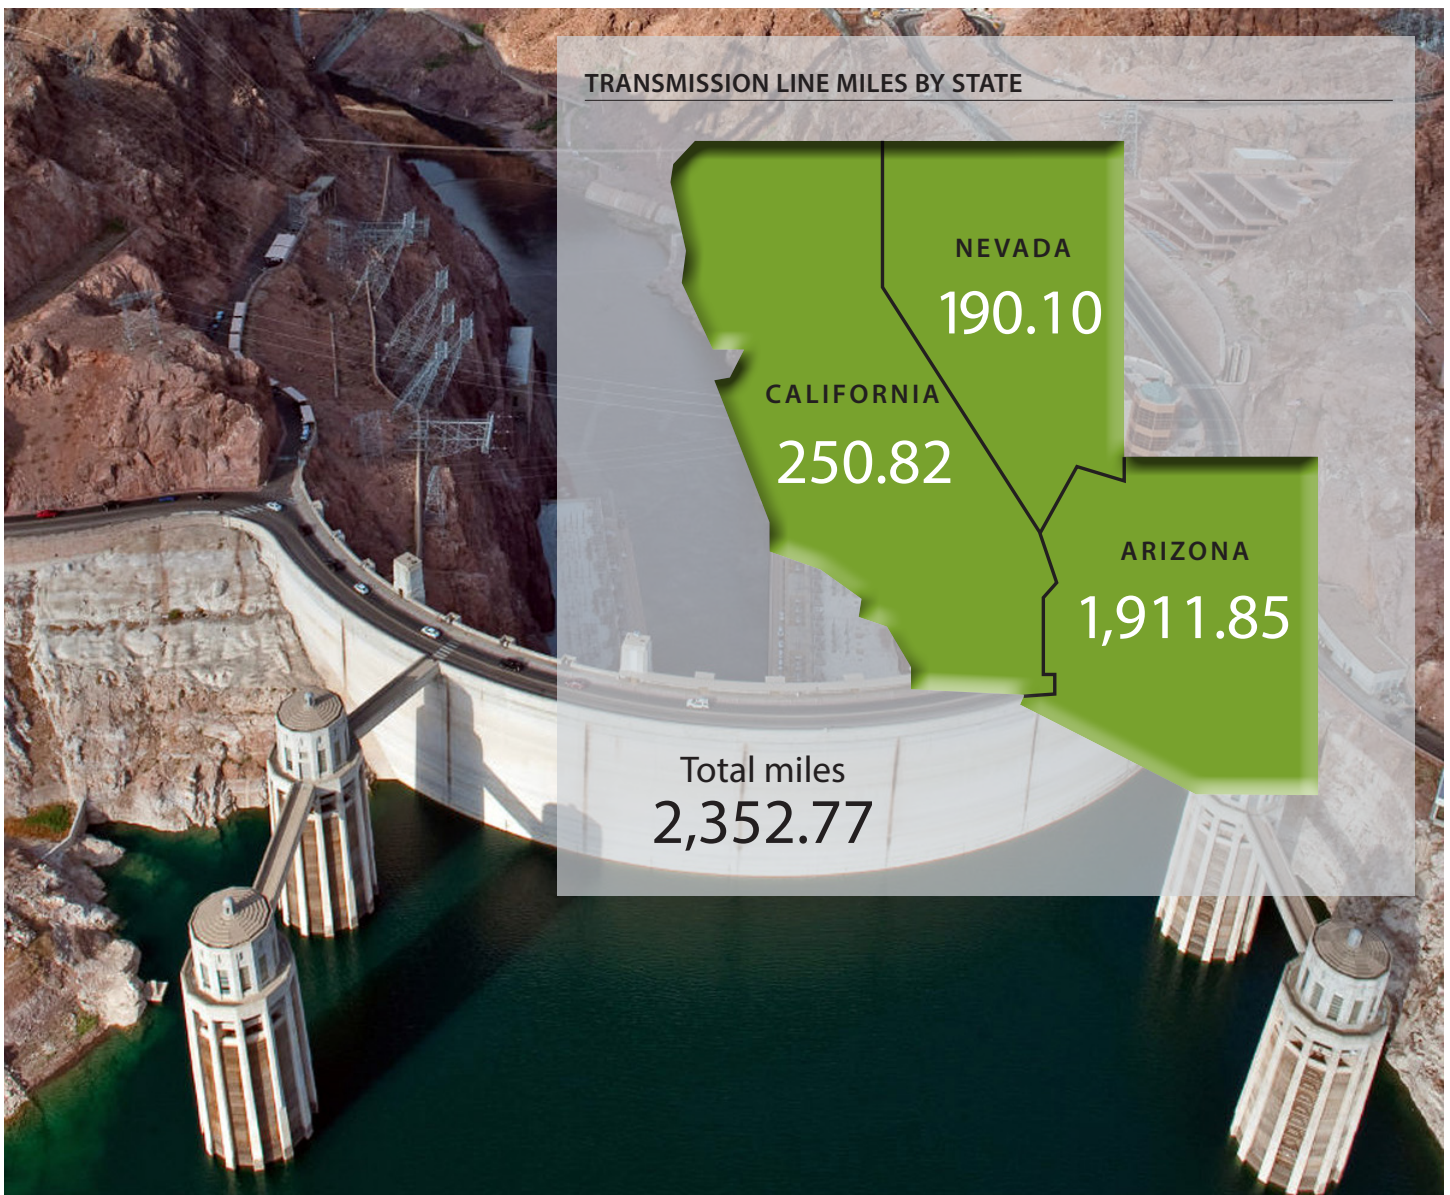 TRANSMISSION LINE MILES BY STATE
NEVADA
190.10
CALIFORNIA
250.82
ARIZONA
1,911.85
Total miles
2,352.77